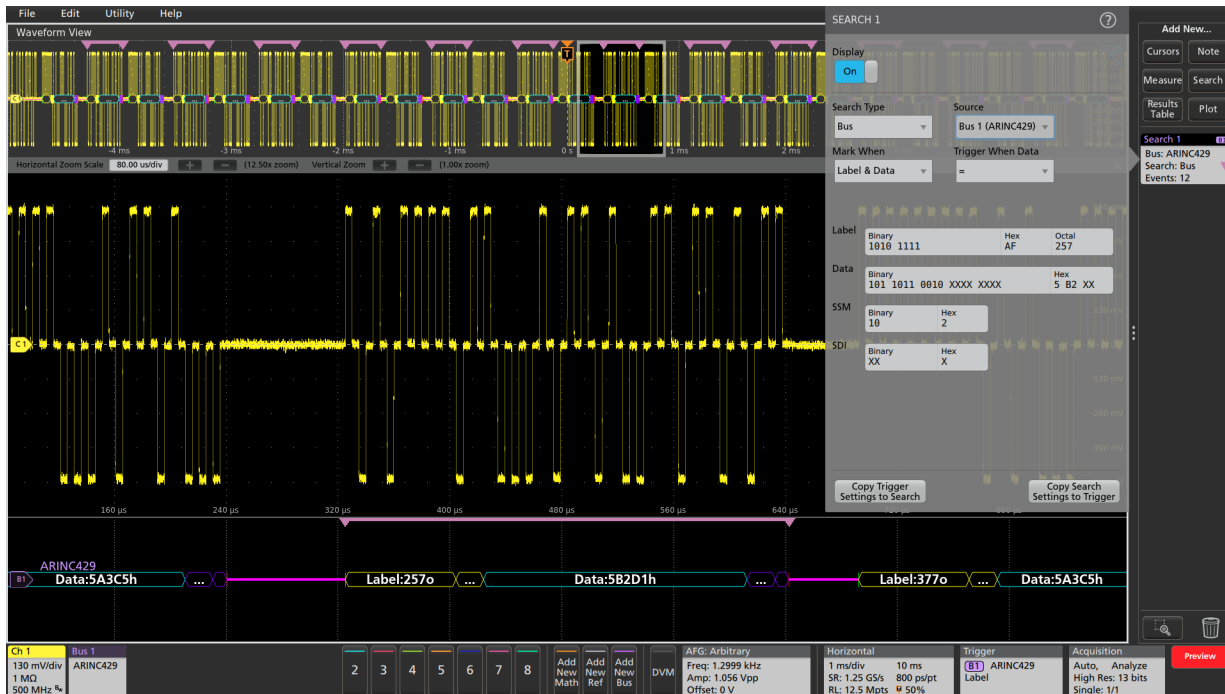 File Edit Utility Help
Waveform View
-4 ms -3 ms -2 ms -1 ms 0 s 1 ms 2 ms
T
C
Horizontal Zoom Scale 80.00 us/div + - (12.50x zoom) Vertical Zoom + - (1.00x zoom)
C1
-130 mV
-260 mV
-390 mV
160 µs 240 µs 320 µs 400 µs 480 µs 560 µs 640 µs
ARINC429
B1 Data:5A3C5h ... Label:257o ... Data:5B2D1h ... Label:377o ... Data:5A3C5h
SEARCH 1 ?
Display
On
Search Type Source
Bus Bus 1 (ARINC429)
Mark When Trigger When Data
Label & Data =
Label
Binary Hex Octal
1010 1111 AF 257
Data
Binary Hex
101 1011 0010 XXXX XXXX 5 B2 XX
SSM
Binary Hex
10 2
SDI
Binary Hex
XX X
Copy Trigger Settings to Search
Copy Search Settings to Trigger
Add New...
Cursors Note
Measure Search
Results Table Plot
Search 1 B1
Bus: ARINC429
Search: Bus
Events: 12
Ch 1
130 mV/div
1 MΩ
500 MHz Bw
Bus 1
ARINC429
2 3 4 5 6 7 8
Add New Math
Add New Ref
Add New Bus
DVM
AFG: Arbitrary
Freq: 1.2999 kHz
Amp: 1.056 Vpp
Offset: 0 V
Horizontal
1 ms/div 10 ms
SR: 1.25 GS/s 800 ps/pt
RL: 12.5 Mpts 50%
Trigger
B1 ARINC429
Label
Acquisition
Auto, Analyze
High Res: 13 bits
Single: 1/1
Preview